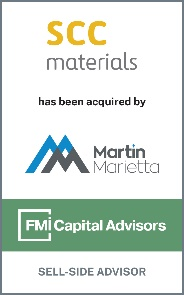 scc
materials
has been acquired by
Martin
Marietta
FMI Capital Advisors
SELL-SIDE ADVISOR